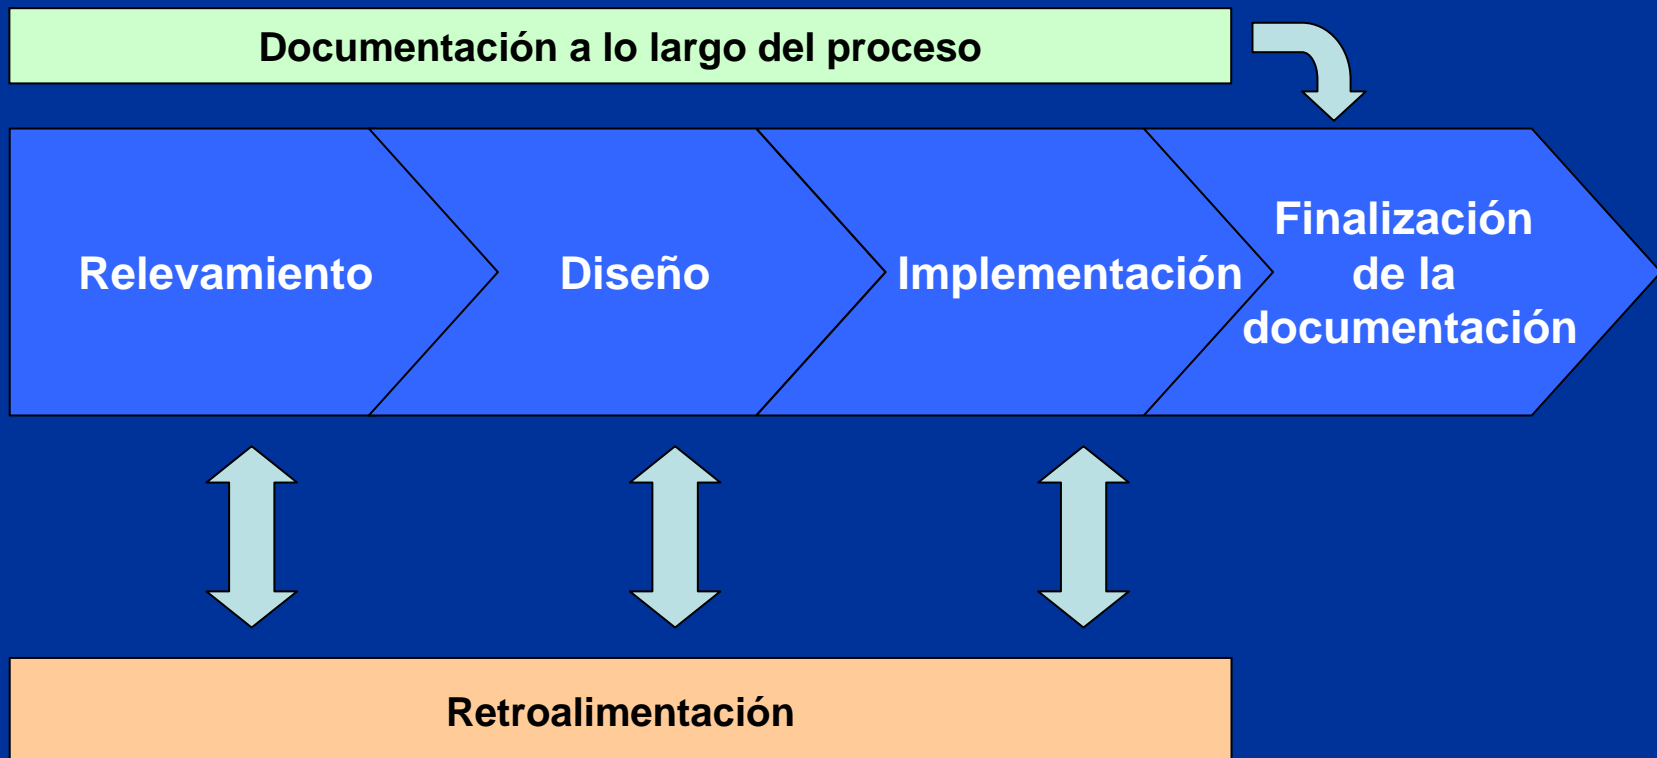 Documentación a lo largo del proceso
Relevamiento
Diseño
Implementación
Finalización
de la
documentación
Retroalimentación